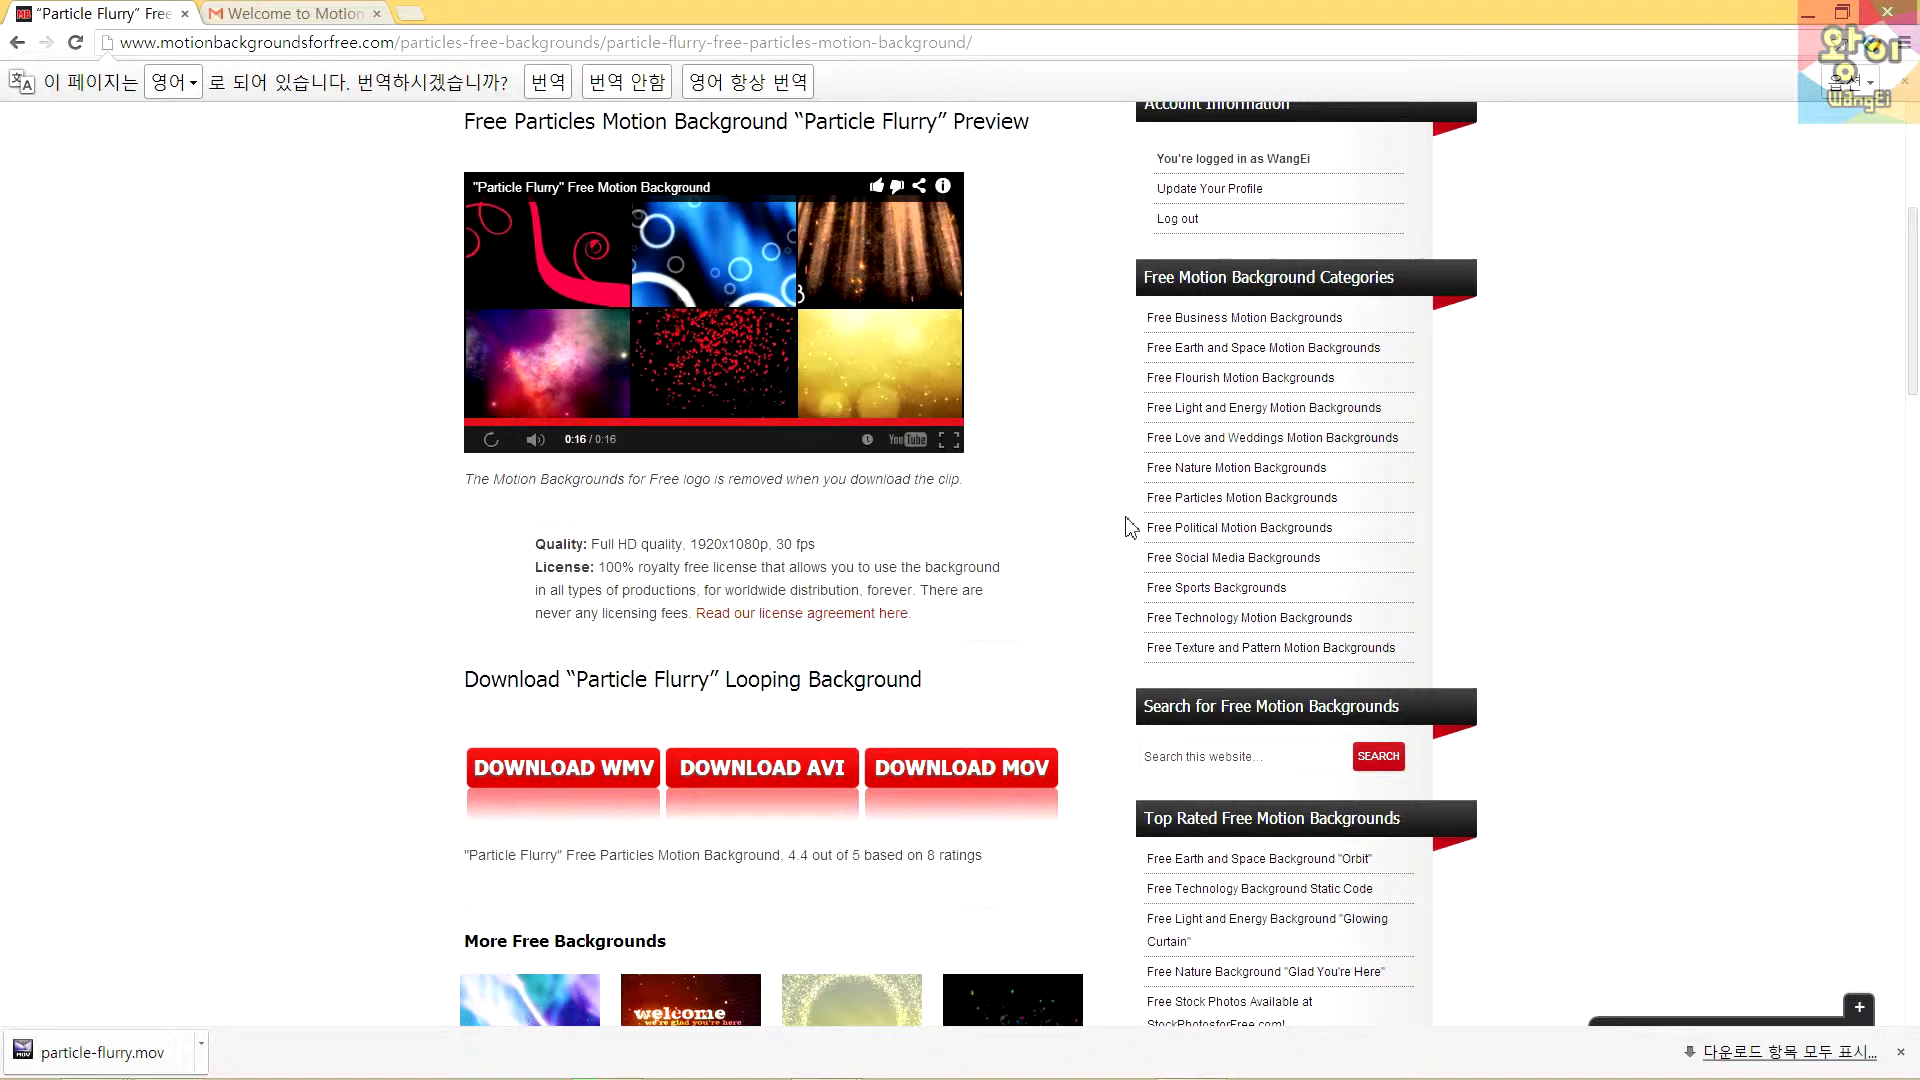 "Particle Flurry" Free
Welcome to Motion
www.motionbackgroundsforfree.com/particles-free-backgrounds/particle-flurry-free-particles-motion-background/
이 페이지는 영어 로 되어 있습니다. 번역하시겠습니까? 번역 번역 안함 영어 항상 번역 옵션
왕이
WangEi
Free Particles Motion Background “Particle Flurry” Preview
"Particle Flurry" Free Motion Background
0:16 / 0:16
YouTube
The Motion Backgrounds for Free logo is removed when you download the clip.
Quality: Full HD quality, 1920x1080p, 30 fps
License: 100% royalty free license that allows you to use the background
in all types of productions, for worldwide distribution, forever. There are
never any licensing fees. Read our license agreement here.
Download “Particle Flurry” Looping Background
DOWNLOAD WMV
DOWNLOAD AVI
DOWNLOAD MOV
"Particle Flurry" Free Particles Motion Background, 4.4 out of 5 based on 8 ratings
More Free Backgrounds
welcome
we're glad you're here
Account Information
You're logged in as WangEi
Update Your Profile
Log out
Free Motion Background Categories
Free Business Motion Backgrounds
Free Earth and Space Motion Backgrounds
Free Flourish Motion Backgrounds
Free Light and Energy Motion Backgrounds
Free Love and Weddings Motion Backgrounds
Free Nature Motion Backgrounds
Free Particles Motion Backgrounds
Free Political Motion Backgrounds
Free Social Media Backgrounds
Free Sports Backgrounds
Free Technology Motion Backgrounds
Free Texture and Pattern Motion Backgrounds
Search for Free Motion Backgrounds
Search this website…
SEARCH
Top Rated Free Motion Backgrounds
Free Earth and Space Background "Orbit"
Free Technology Background Static Code
Free Light and Energy Background "Glowing
Curtain"
Free Nature Background "Glad You're Here"
Free Stock Photos Available at
StockPhotosforFree.com!
particle-flurry.mov
다운로드 항목 모두 표시...